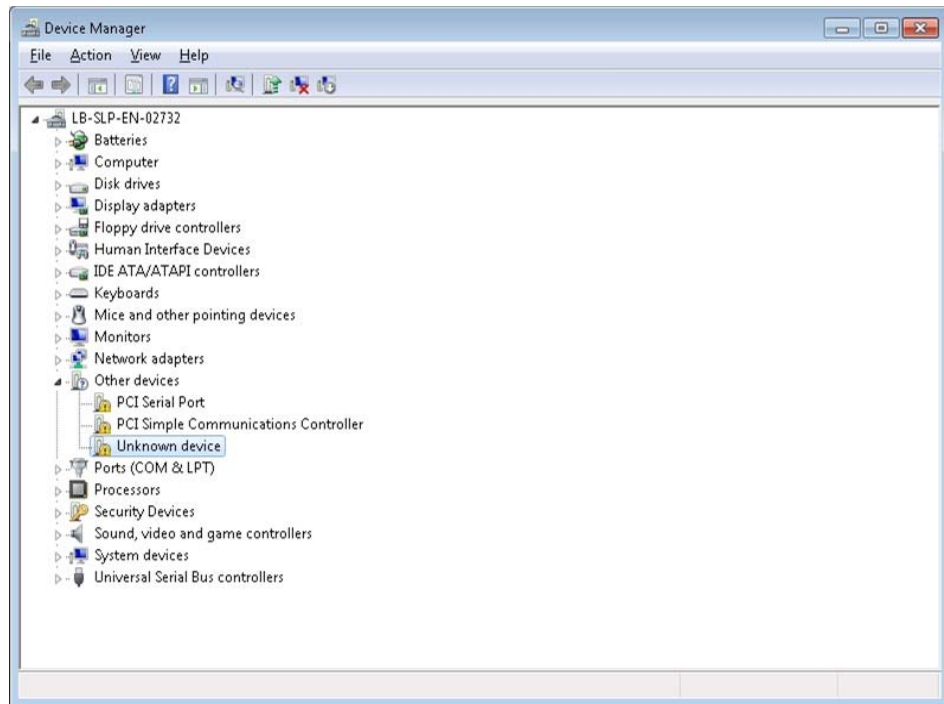 Device Manager
File Action View Help
LB-SLP-EN-02732
Batteries
Computer
Disk drives
Display adapters
Floppy drive controllers
Human Interface Devices
IDE ATA/ATAPI controllers
Keyboards
Mice and other pointing devices
Monitors
Network adapters
Other devices
PCI Serial Port
PCI Simple Communications Controller
Unknown device
Ports (COM & LPT)
Processors
Security Devices
Sound, video and game controllers
System devices
Universal Serial Bus controllers